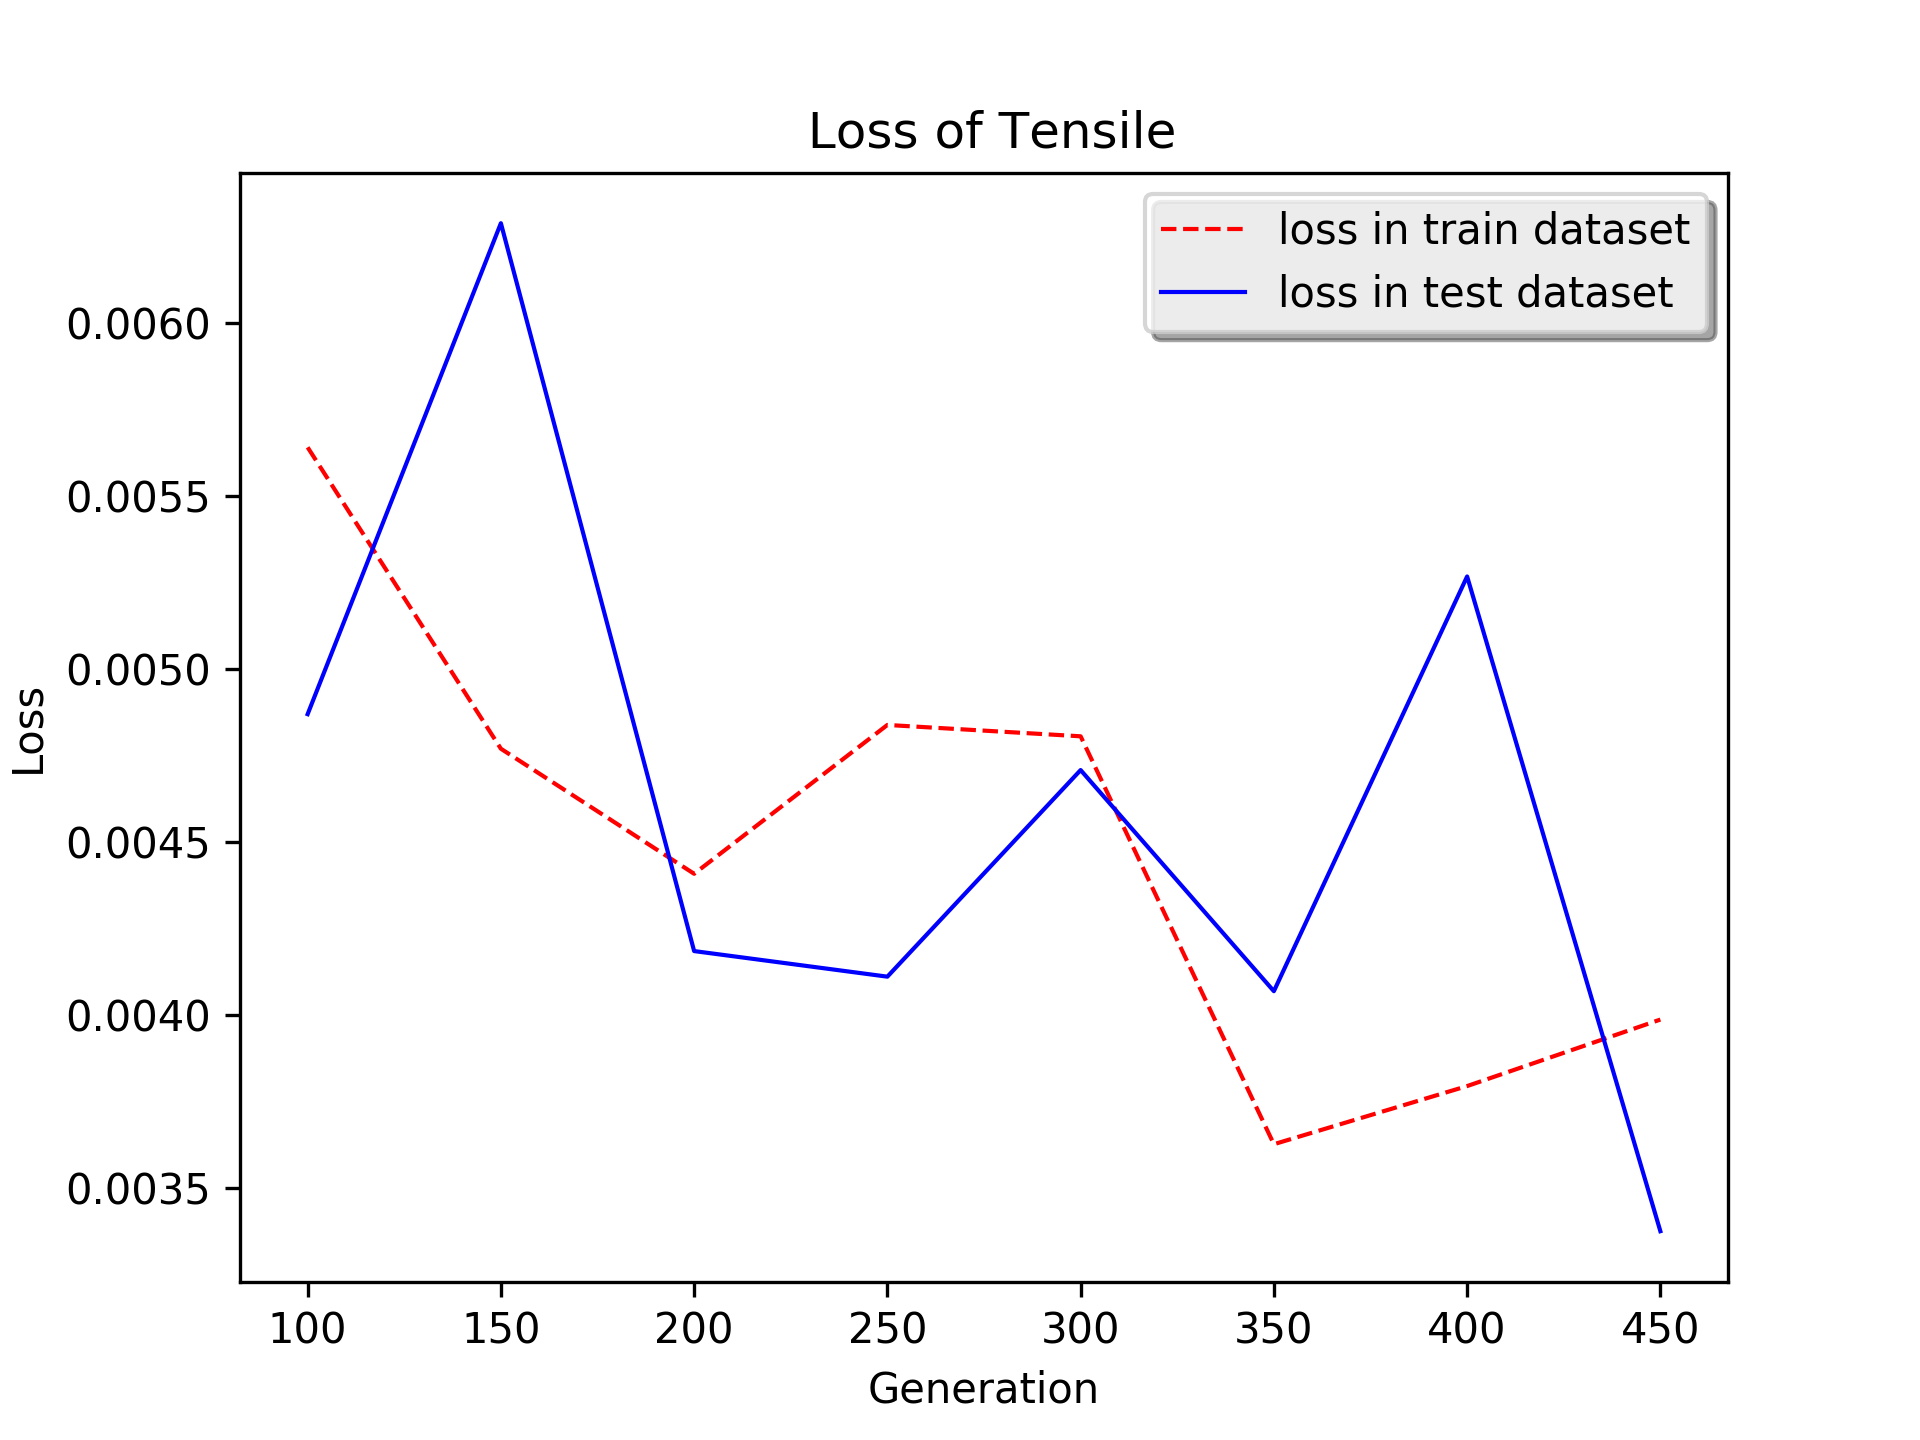 Loss of Tensile
loss in train dataset
loss in test dataset
0.0060
0.0055
0.0050
0.0045
0.0040
0.0035
Loss
100 150 200 250 300 350 400 450
Generation